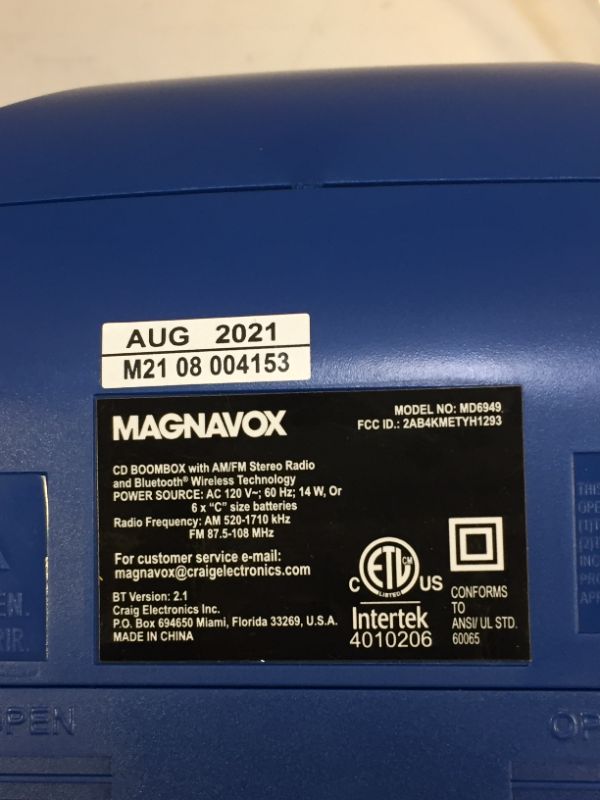 AUG 2021
M21 08 004153
MAGNAVOX
MODEL NO: MD6949
FCC ID.: 2AB4KMETYH1293
CD BOOMBOX with AM/FM Stereo Radio
and Bluetooth® Wireless Technology
POWER SOURCE: AC 120 V~; 60 Hz; 14 W, Or
6 x "C" size batteries
Radio Frequency: AM 520-1710 kHz
FM 87.5-108 MHz
For customer service e-mail:
magnavox@craigelectronics.com
BT Version: 2.1
Craig Electronics Inc.
P.O. Box 694650 Miami, Florida 33269, U.S.A.
MADE IN CHINA
ETL CM
LISTED
C US
Intertek
4010206
CONFORMS
TO
ANSI/ UL STD.
60065
OPEN